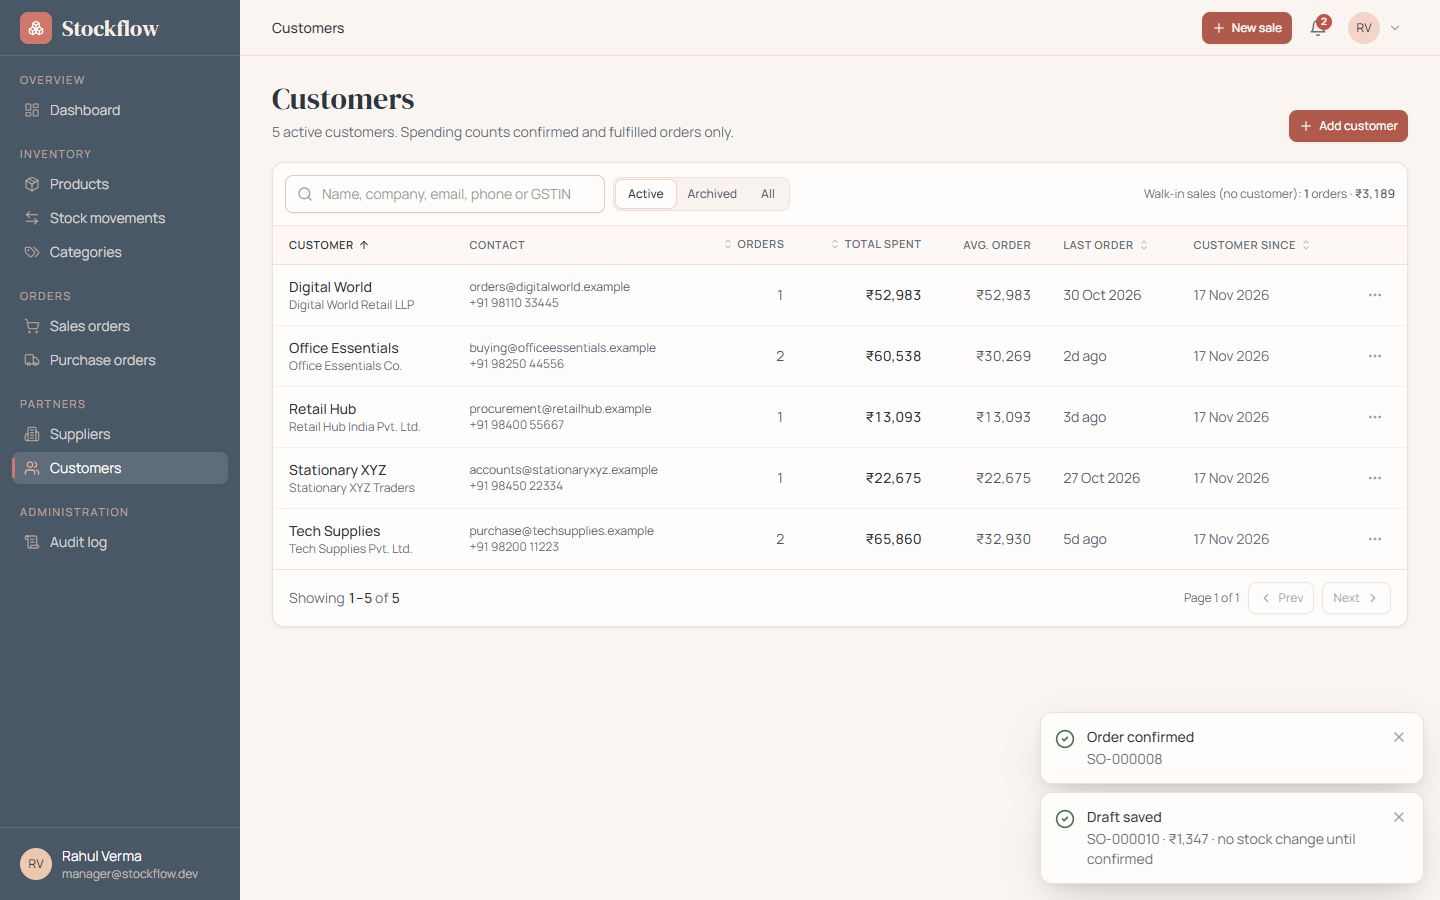 Stockflow
OVERVIEW
Dashboard
INVENTORY
Products
Stock movements
Categories
ORDERS
Sales orders
Purchase orders
PARTNERS
Suppliers
Customers
ADMINISTRATION
Audit log
RV
Rahul Verma
manager@stockflow.dev
Customers
New sale
2
RV
Customers
5 active customers. Spending counts confirmed and fulfilled orders only.
Add customer
Name, company, email, phone or GSTIN
Active Archived All
Walk-in sales (no customer): 1 orders · ₹3,189
CUSTOMER CONTACT ORDERS TOTAL SPENT AVG. ORDER LAST ORDER CUSTOMER SINCE
Digital World
Digital World Retail LLP
orders@digitalworld.example
+91 98110 33445
1 ₹52,983 ₹52,983 30 Oct 2026 17 Nov 2026
Office Essentials
Office Essentials Co.
buying@officeessentials.example
+91 98250 44556
2 ₹60,538 ₹30,269 2d ago 17 Nov 2026
Retail Hub
Retail Hub India Pvt. Ltd.
procurement@retailhub.example
+91 98400 55667
1 ₹13,093 ₹13,093 3d ago 17 Nov 2026
Stationary XYZ
Stationary XYZ Traders
accounts@stationaryxyz.example
+91 98450 22334
1 ₹22,675 ₹22,675 27 Oct 2026 17 Nov 2026
Tech Supplies
Tech Supplies Pvt. Ltd.
purchase@techsupplies.example
+91 98200 11223
2 ₹65,860 ₹32,930 5d ago 17 Nov 2026
Showing 1–5 of 5
Page 1 of 1
Prev
Next
Order confirmed
SO-000008
Draft saved
SO-000010 · ₹1,347 · no stock change until
confirmed